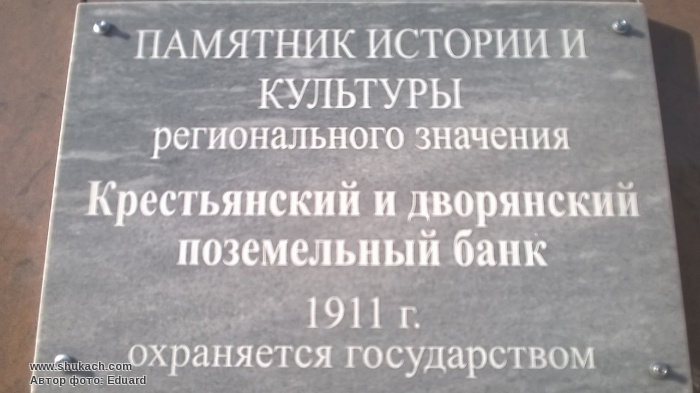 ПАМЯТНИК ИСТОРИИ И
КУЛЬТУРЫ
регионального значения
Крестьянский и дворянский
поземельный банк
1911 г.
охраняется государством
www.shukach.com
Автор фото: Eduard